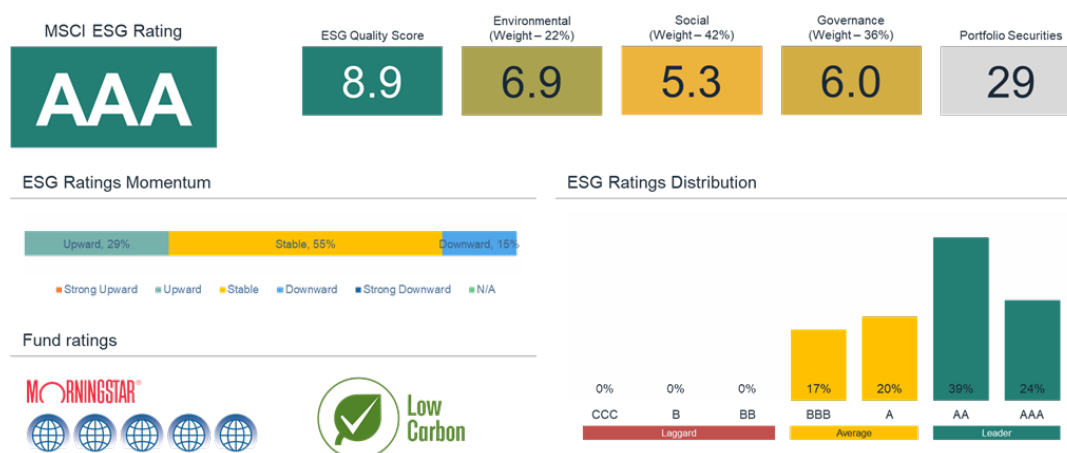 MSCI ESG Rating
AAA
ESG Quality Score
8.9
Environmental
(Weight – 22%)
6.9
Social
(Weight – 42%)
5.3
Governance
(Weight – 36%)
6.0
Portfolio Securities
29
ESG Ratings Momentum
Upward, 29%
Stable, 55%
Downward, 15%
Strong Upward
Upward
Stable
Downward
Strong Downward
N/A
Fund ratings
MORNINGSTAR®
Low
Carbon
ESG Ratings Distribution
0% 0% 0% 17% 20% 39% 24%
CCC B BB BBB A AA AAA
Laggard Average Leader